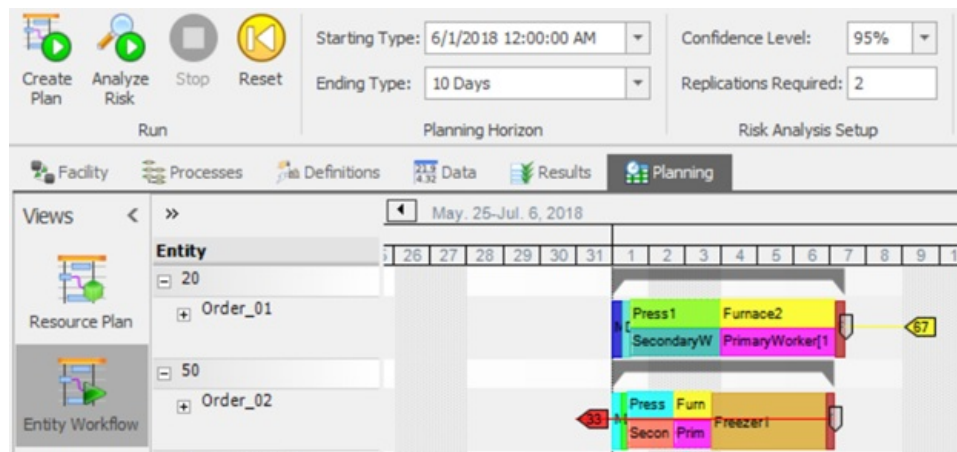 Create Plan
Analyze Risk
Stop
Reset
Run
Starting Type: 6/1/2018 12:00:00 AM
Ending Type: 10 Days
Planning Horizon
Confidence Level: 95%
Replications Required: 2
Risk Analysis Setup
Facility Processes Definitions Data Results Planning
Views < »
May. 25-Jul. 6, 2018
Entity
26 27 28 29 30 31 1 2 3 4 5 6 7 8 9
20
Order_01
Press1 Furnace2
67
SecondaryW PrimaryWorker[1
Resource Plan
50
Order_02
Press Furn
33 M Freezer1
Secon Prim
Entity Workflow